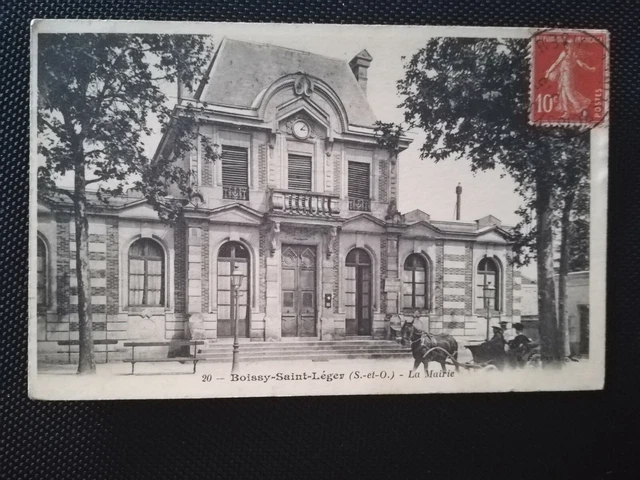 10c POSTES
20 - Boissy-Saint-Léger (S.-et-O.) - La Mairie